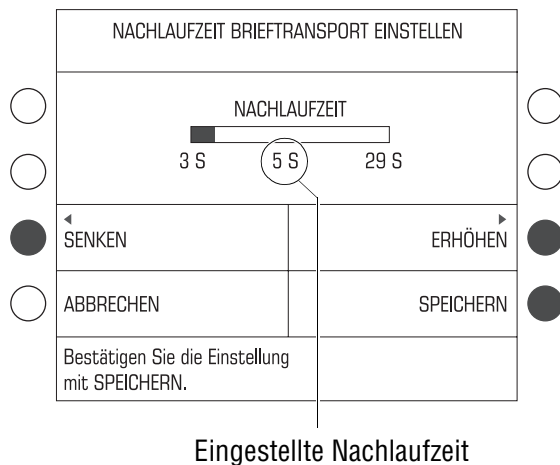 NACHLAUFZEIT BRIEFTRANSPORT EINSTELLEN
NACHLAUFZEIT
3 S 5 S 29 S
SENKEN ERHÖHEN
ABBRECHEN SPEICHERN
Bestätigen Sie die Einstellung
mit SPEICHERN.
Eingestellte Nachlaufzeit